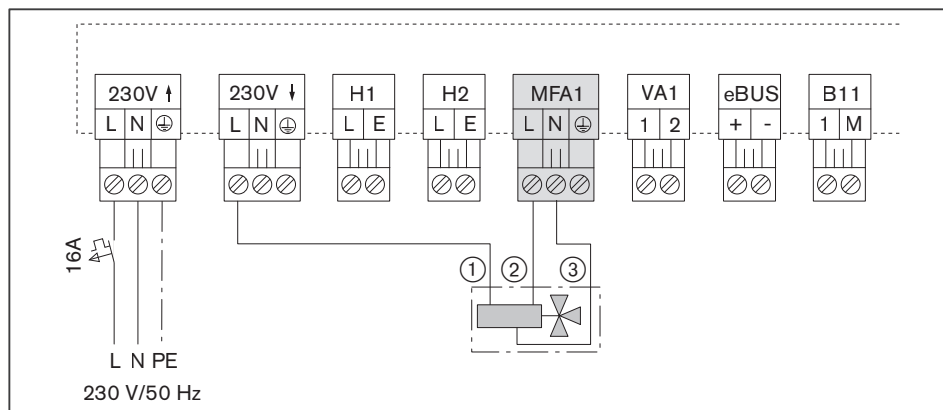 230V ↑ 230V ↓ H1 H2 MFA1 VA1 eBUS B11
L N ⏚ L N ⏚ L E L E L N ⏚ 1 2 + - 1 M
16A
① ② ③
L N PE
230 V/50 Hz